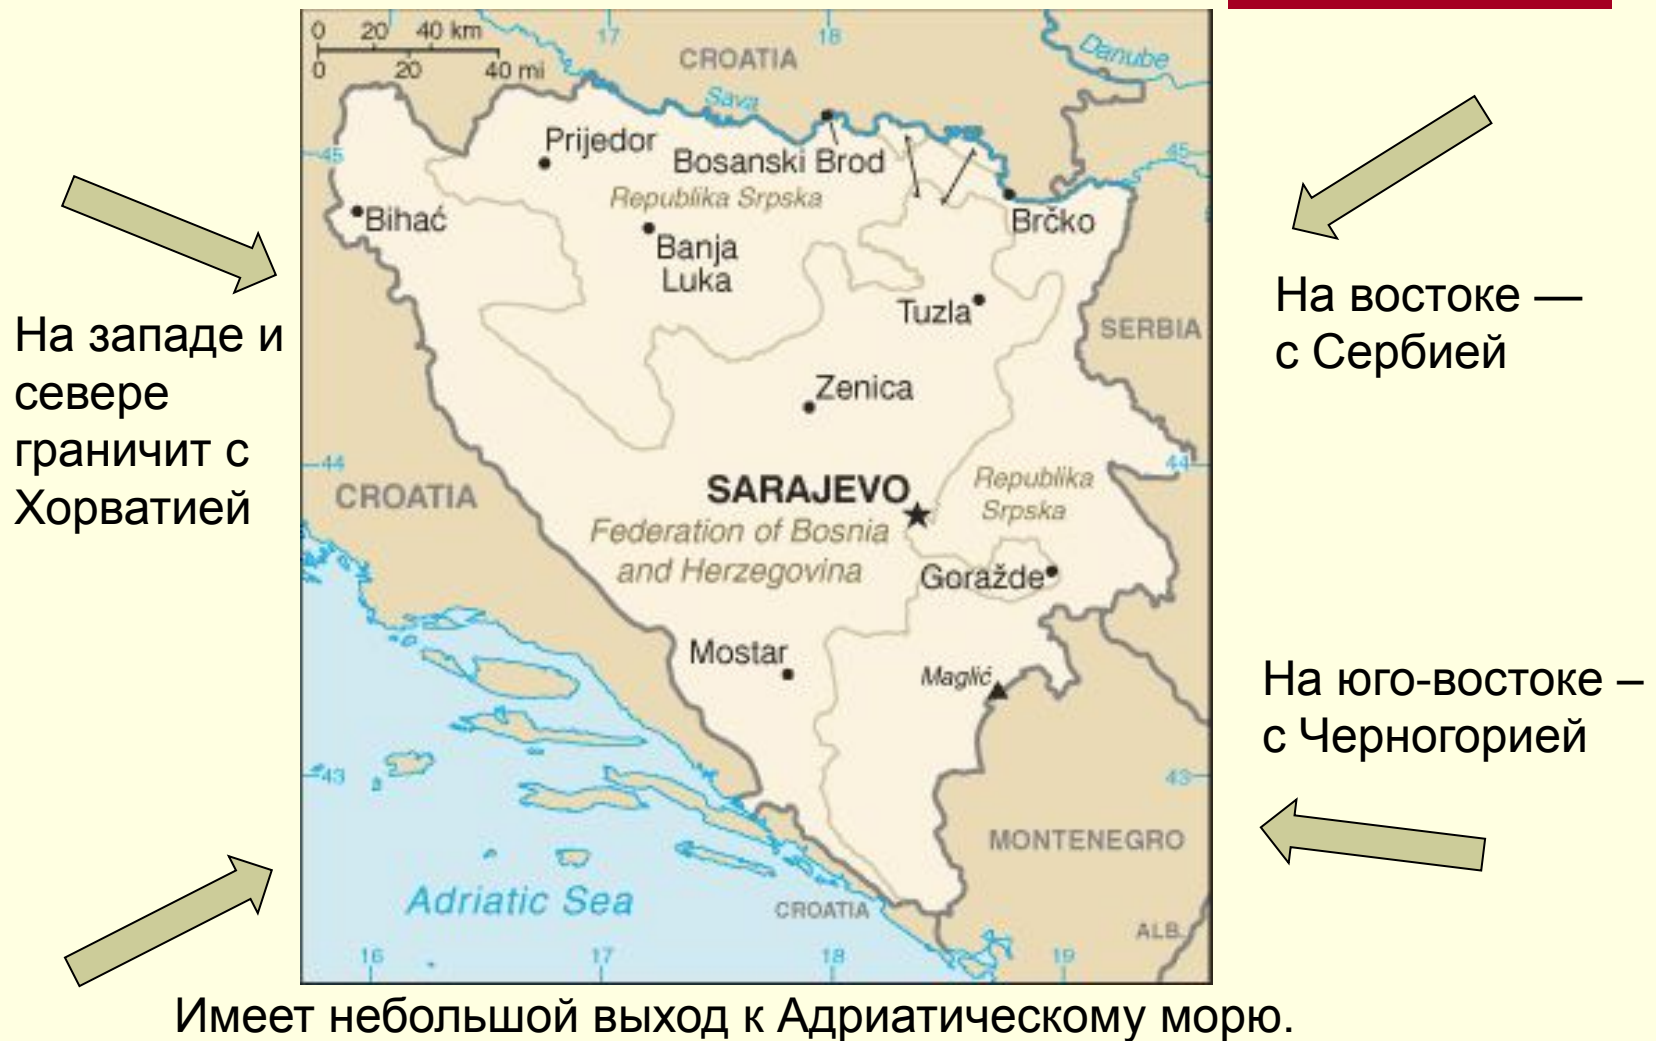 0 20 40 km
0 20 40 mi
17
18
CROATIA
Danube
Sava
Prijedor
45
Bosanski Brod
45
Republika Srpska
Bihać
Brčko
Banja
Luka
Tuzla
SERBIA
Zenica
44
44
CROATIA
SARAJEVO
Republika
Srpska
Federation of Bosnia
and Herzegovina
Goražde
Mostar
Maglić
43
43
MONTENEGRO
Adriatic Sea
CROATIA
ALB.
16
17
18
19
На западе и
севере
граничит с
Хорватией
На востоке —
с Сербией
На юго-востоке –
с Черногорией
Имеет небольшой выход к Адриатическому морю.